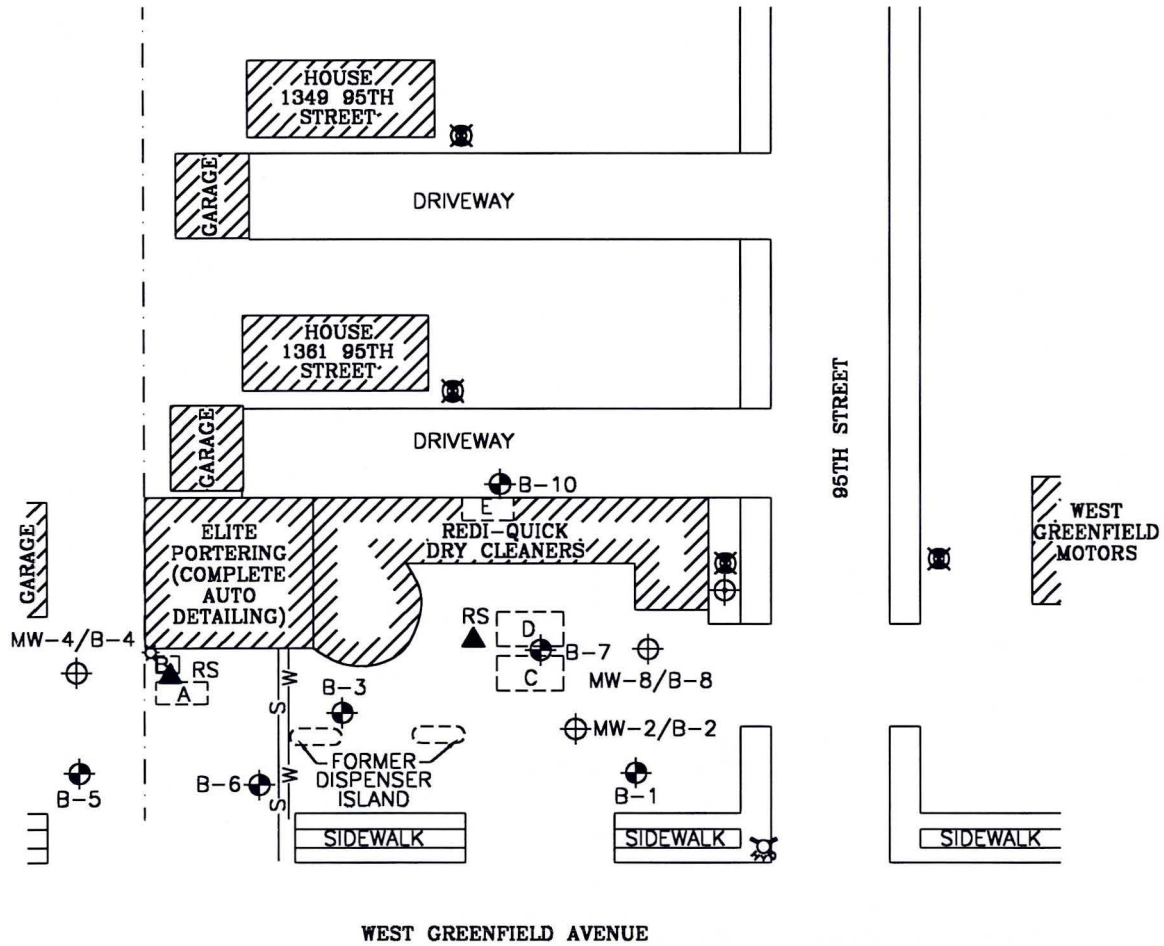 HOUSE
1349 95TH
STREET
GARAGE
DRIVEWAY
HOUSE
1361 95TH
STREET
GARAGE
DRIVEWAY
95TH STREET
B-10
E
GARAGE
ELITE
PORTERING
(COMPLETE
AUTO
DETAILING)
REDI-QUICK
DRY CLEANERS
WEST
GREENFIELD
MOTORS
MW-4/B-4
B
RS
A
RS
D
B-7
C
MW-8/B-8
W
S
B-3
MW-2/B-2
FORMER
DISPENSER
ISLAND
B-5
B-6
W
S
B-1
SIDEWALK
SIDEWALK
SIDEWALK
WEST GREENFIELD AVENUE